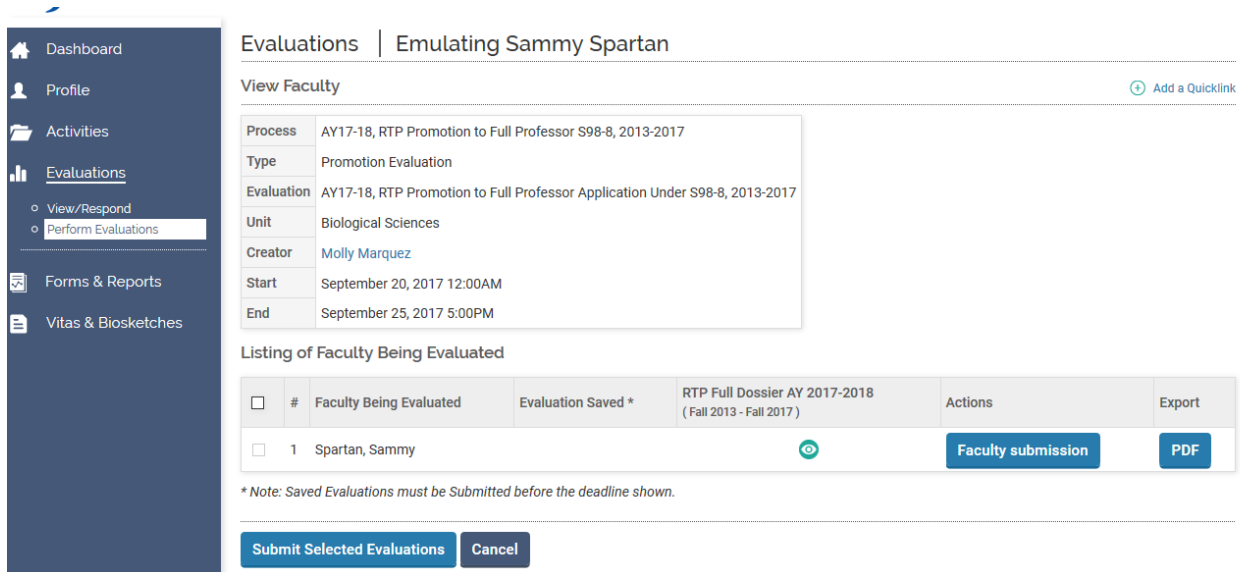 Dashboard
Profile
Activities
Evaluations
View/Respond
Perform Evaluations
Forms & Reports
Vitas & Biosketches
Evaluations | Emulating Sammy Spartan
View Faculty
Add a Quicklink
Process AY17-18, RTP Promotion to Full Professor S98-8, 2013-2017
Type Promotion Evaluation
Evaluation AY17-18, RTP Promotion to Full Professor Application Under S98-8, 2013-2017
Unit Biological Sciences
Creator Molly Marquez
Start September 20, 2017 12:00AM
End September 25, 2017 5:00PM
Listing of Faculty Being Evaluated
# Faculty Being Evaluated Evaluation Saved * RTP Full Dossier AY 2017-2018 Actions Export
( Fall 2013 - Fall 2017 )
1 Spartan, Sammy Faculty submission PDF
* Note: Saved Evaluations must be Submitted before the deadline shown.
Submit Selected Evaluations Cancel